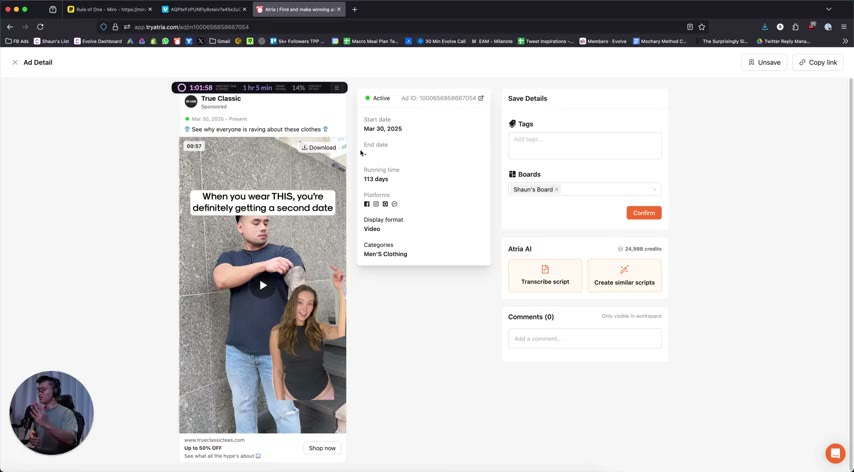 Rule of One - Miro - https://mir
Atria | Find and make winning a
app.tryatria.com/ad/m1000656858667054
FB Ads
Shaun's List
Evolve Dashboard
Gmail
5k+ Followers TPP ...
Macro Meal Plan Te...
30 Min Evolve Call
EAM - Milenote
Tweet Inspirations -...
Members - Evolve
Mochary Method C...
The Surprisingly Si...
Twitter Reply Mana...
Ad Detail
Unsave
Copy link
1:01:58
1 hr 5 min
14%
True Classic
Sponsored
Mar 30, 2025 - Present
👕 See why everyone is raving about these clothes 👕
00:57
Download
When you wear THIS, you're
definitely getting a second date
www.trueclassictees.com
Up to 50% OFF
See what all the hype's about
Shop now
Active
Ad ID: 1000656858667054
Start date
Mar 30, 2025
End date
-
Running time
113 days
Platforms
Display format
Video
Categories
Men'S Clothing
Save Details
Tags
Add tags...
Boards
Shaun's Board
Confirm
Atria AI
24,998 credits
Transcribe script
Create similar scripts
Comments (0)
Only visible in workspace
Add a comment...